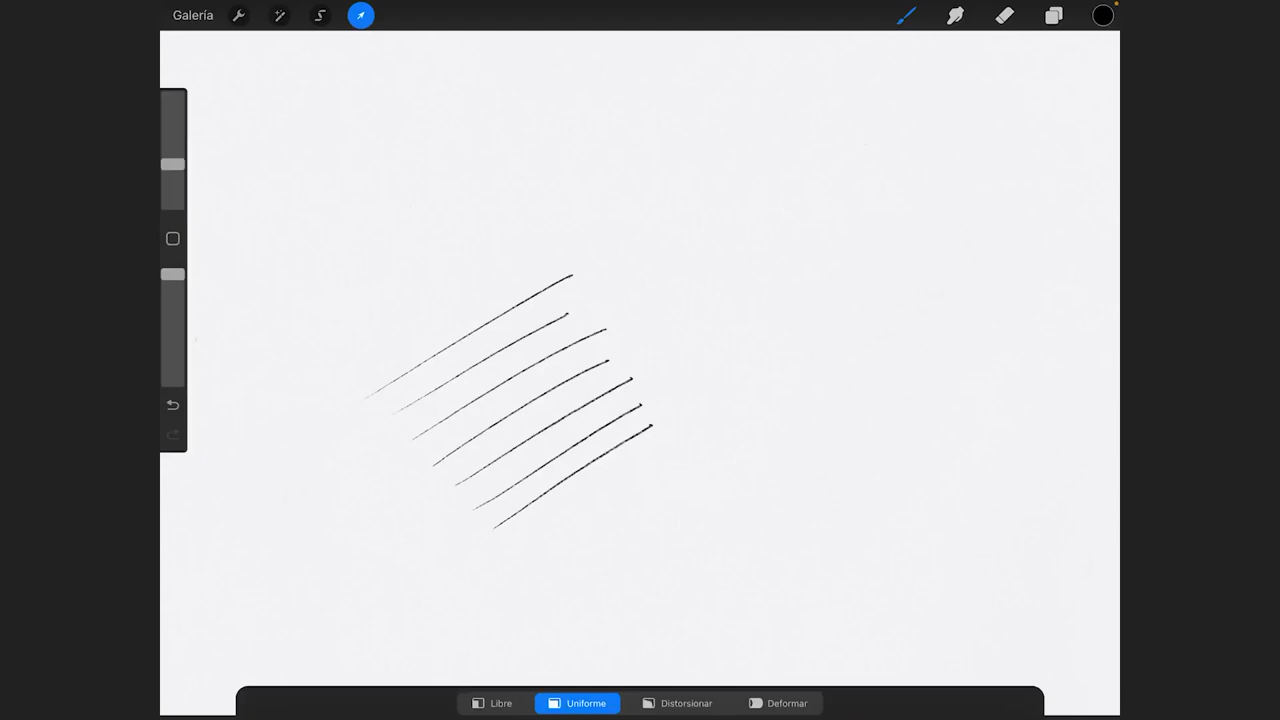 Galería
Libre
Uniforme
Distorsionar
Deformar